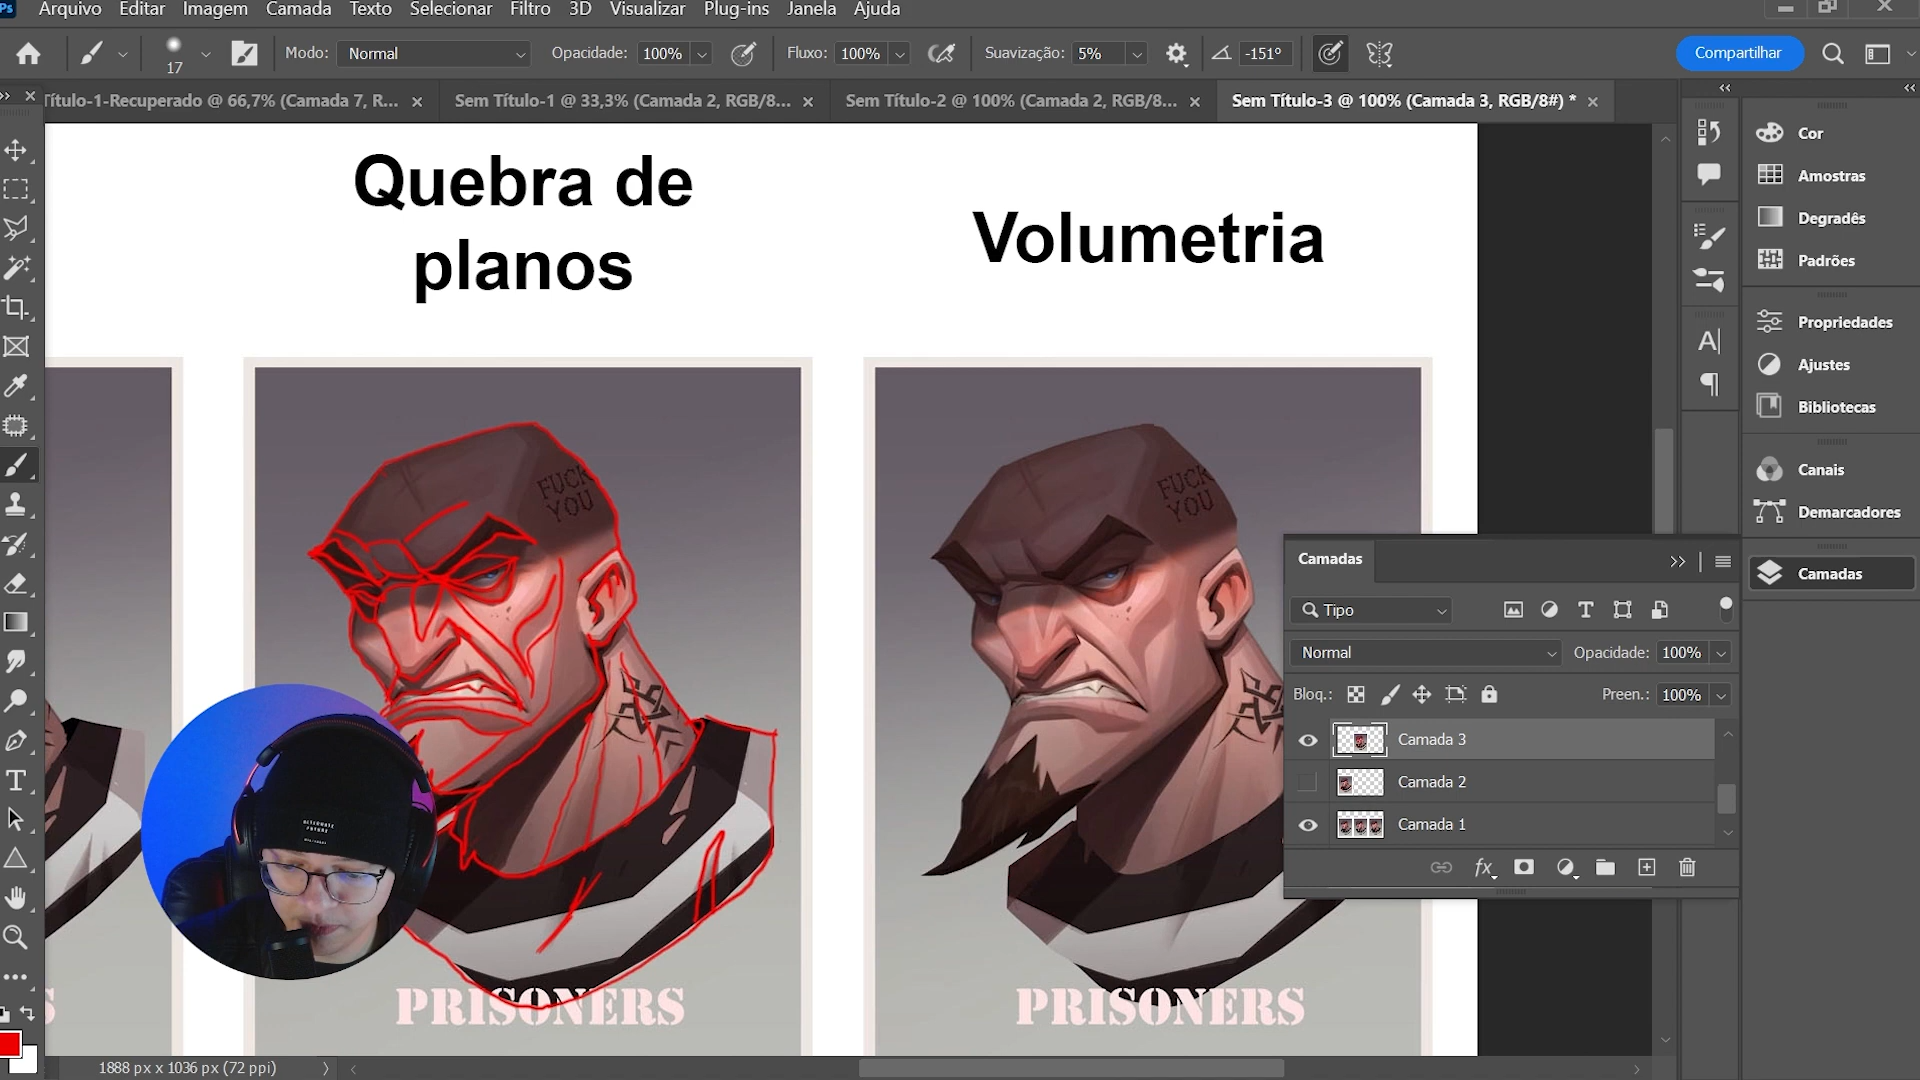 Ps
Arquivo Editar Imagem Camada Texto Selecionar Filtro 3D Visualizar Plug-ins Janela Ajuda
17
Modo: Normal
Opacidade: 100%
Fluxo: 100%
Suavização: 5%
-151°
Compartilhar
Título-1-Recuperado @ 66,7% (Camada 7, R...
Sem Título-1 @ 33,3% (Camada 2, RGB/8...
Sem Título-2 @ 100% (Camada 2, RGB/8...
Sem Título-3 @ 100% (Camada 3, RGB/8#) *
Quebra de
planos
Volumetria
FUCK
YOU
FUCK
YOU
ALTERNATE
FUTURE
S
PRISONERS
PRISONERS
Cor
Amostras
Degradês
Padrões
Propriedades
Ajustes
Bibliotecas
Canais
Demarcadores
Camadas
Camadas
Tipo
Normal
Opacidade: 100%
Bloq.:
Preen.: 100%
Camada 3
Camada 2
Camada 1
fx
1888 px x 1036 px (72 ppi)